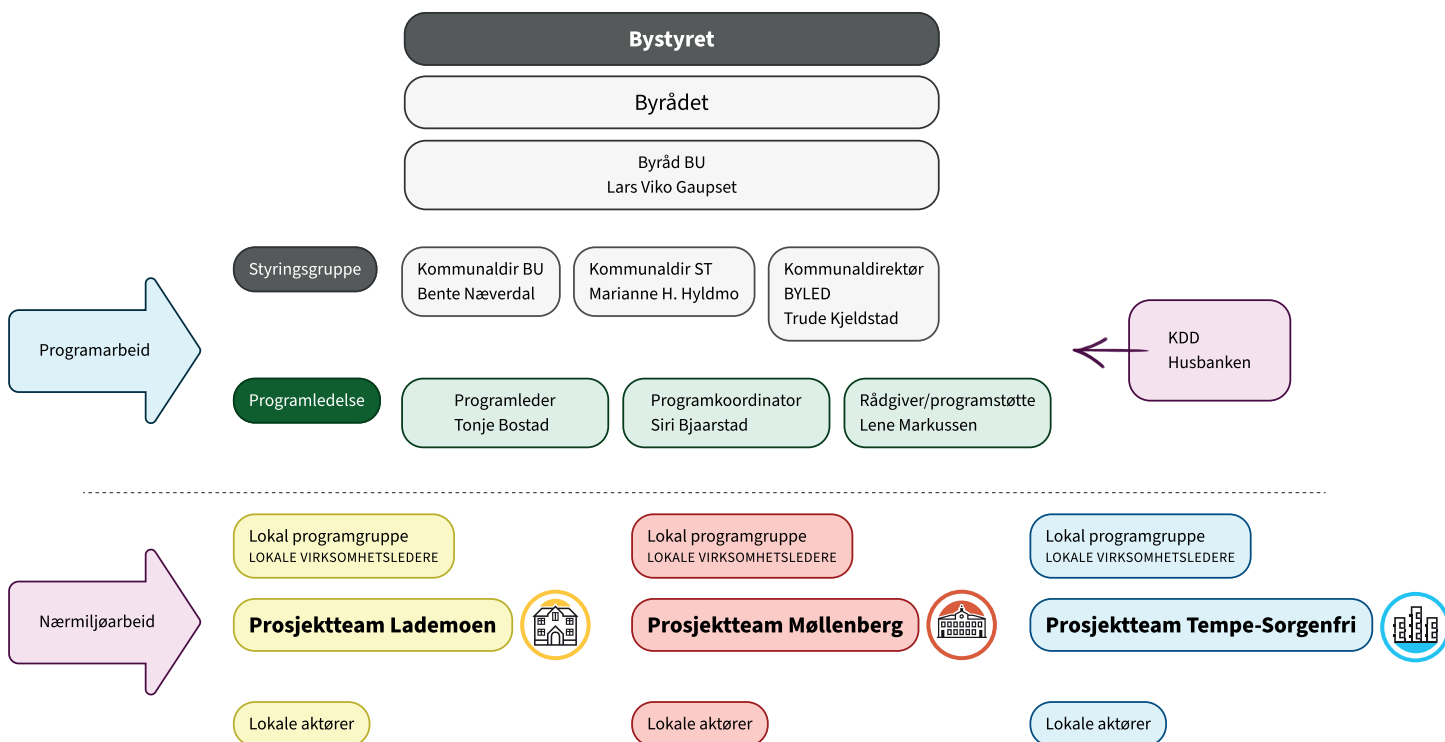 Bystyret
Byrådet
Byråd BU
Lars Viko Gaupset
Styringsgruppe
Kommunaldir BU
Bente Næverdal
Kommunaldir ST
Marianne H. Hyldmo
Kommunaldirektør
BYLED
Trude Kjeldstad
Programarbeid
KDD
Husbanken
Programledelse
Programleder
Tonje Bostad
Programkoordinator
Siri Bjaarstad
Rådgiver/programstøtte
Lene Markussen
Lokal programgruppe
LOKALE VIRKSOMHETSLEDERE
Lokal programgruppe
LOKALE VIRKSOMHETSLEDERE
Lokal programgruppe
LOKALE VIRKSOMHETSLEDERE
Nærmiljøarbeid
Prosjektteam Lademoen
Prosjektteam Møllenberg
Prosjektteam Tempe-Sorgenfri
Lokale aktører
Lokale aktører
Lokale aktører